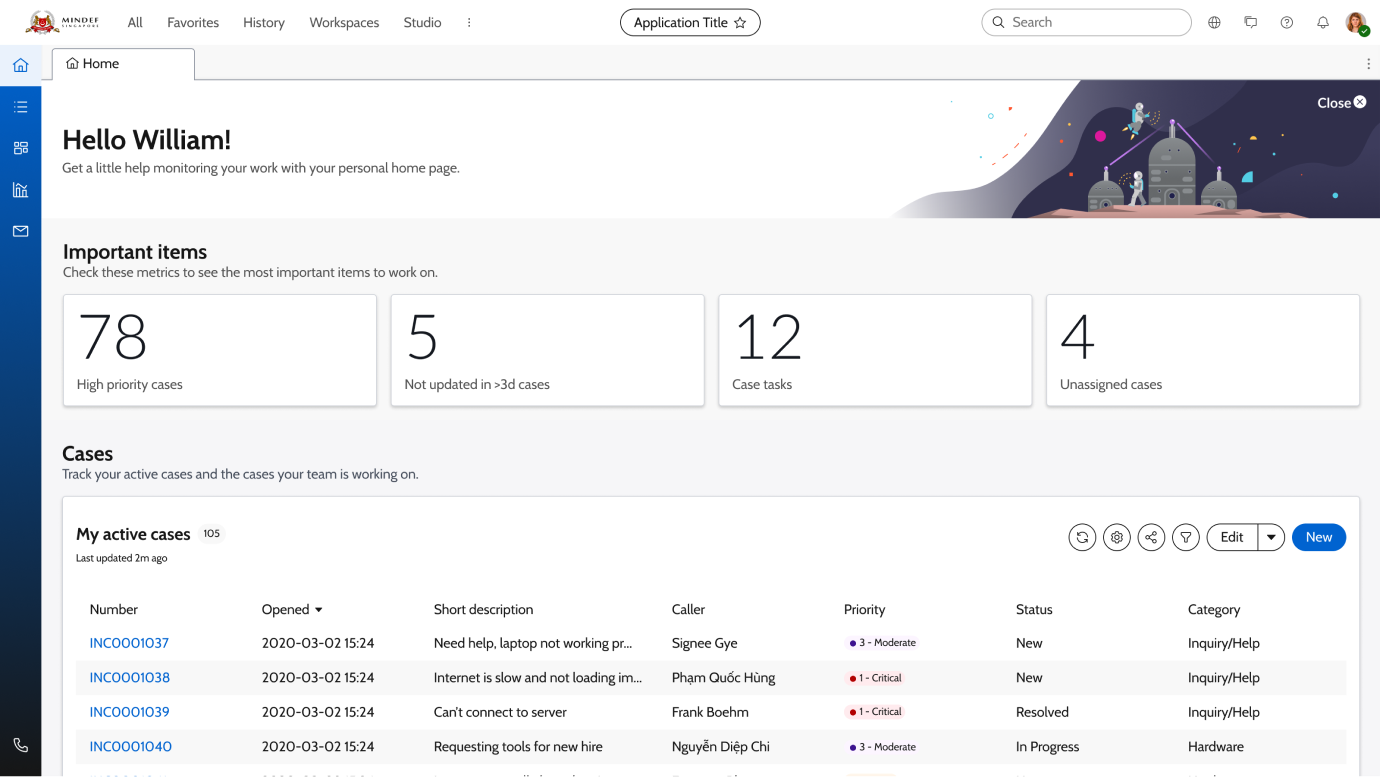 MINDEF
SINGAPORE
All Favorites History Workspaces Studio
Application Title
Search
Home
Close
Hello William!
Get a little help monitoring your work with your personal home page.
Important items
Check these metrics to see the most important items to work on.
78
High priority cases
5
Not updated in >3d cases
12
Case tasks
4
Unassigned cases
Cases
Track your active cases and the cases your team is working on.
My active cases 105
Last updated 2m ago
Edit
New
Number Opened Short description Caller Priority Status Category
INC0001037 2020-03-02 15:24 Need help, laptop not working pr... Signee Gye 3 - Moderate New Inquiry/Help
INC0001038 2020-03-02 15:24 Internet is slow and not loading im... Phạm Quốc Hùng 1 - Critical New Inquiry/Help
INC0001039 2020-03-02 15:24 Can't connect to server Frank Boehm 1 - Critical Resolved Inquiry/Help
INC0001040 2020-03-02 15:24 Requesting tools for new hire Nguyễn Diệp Chi 3 - Moderate In Progress Hardware